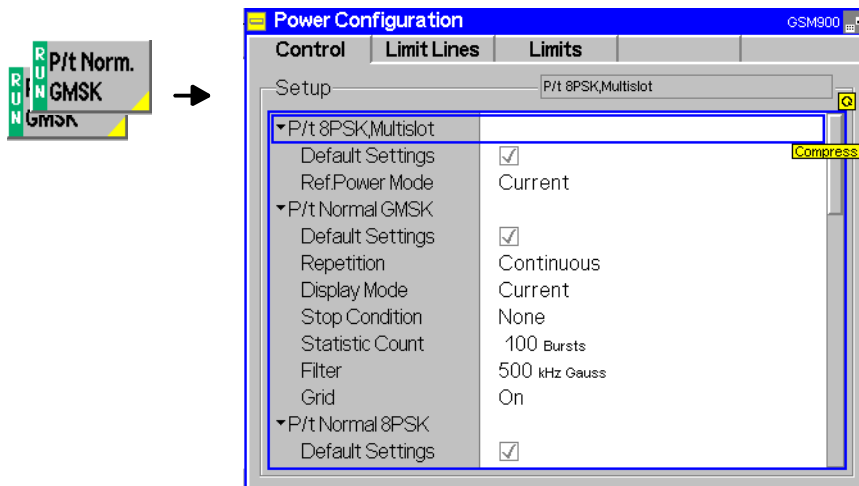 RUN P/t Norm.
GMSK
RUN
GMSK
Power Configuration GSM900
Control Limit Lines Limits
Setup P/t 8PSK,Multislot
P/t 8PSK,Multislot
Compress
Default Settings
Ref.Power Mode Current
P/t Normal GMSK
Default Settings
Repetition Continuous
Display Mode Current
Stop Condition None
Statistic Count 100 Bursts
Filter 500 kHz Gauss
Grid On
P/t Normal 8PSK
Default Settings